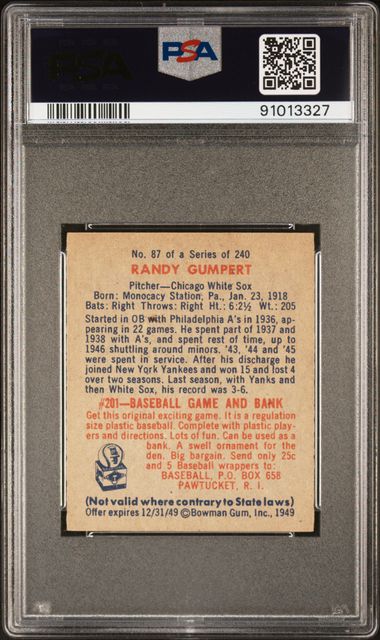 PSA
PSA
91013327
No. 87 of a Series of 240
RANDY GUMPERT
Pitcher—Chicago White Sox
Born: Monocacy Station, Pa., Jan. 23, 1918
Bats: Right Throws: Right Ht.: 6:2½ Wt.: 205
Started in OB with Philadelphia A's in 1936, ap-
pearing in 22 games. He spent part of 1937 and
1938 with A's, and spent rest of time, up to
1946 shuttling around minors. '43, '44 and '45
were spent in service. After his discharge he
joined New York Yankees and won 15 and lost 4
over two seasons. Last season, with Yanks and
then White Sox, his record was 3-6.
#201—BASEBALL GAME AND BANK
Get this original exciting game. It is a regulation
size plastic baseball. Complete with plastic play-
ers and directions. Lots of fun. Can be used as a
bank. A swell ornament for the
den. Big bargain. Send only 25c
and 5 Baseball wrappers to:
BASEBALL, P.O. BOX 658
PAWTUCKET, R. I.
(Not valid where contrary to State laws)
Offer expires 12/31/49 ©Bowman Gum, Inc., 1949